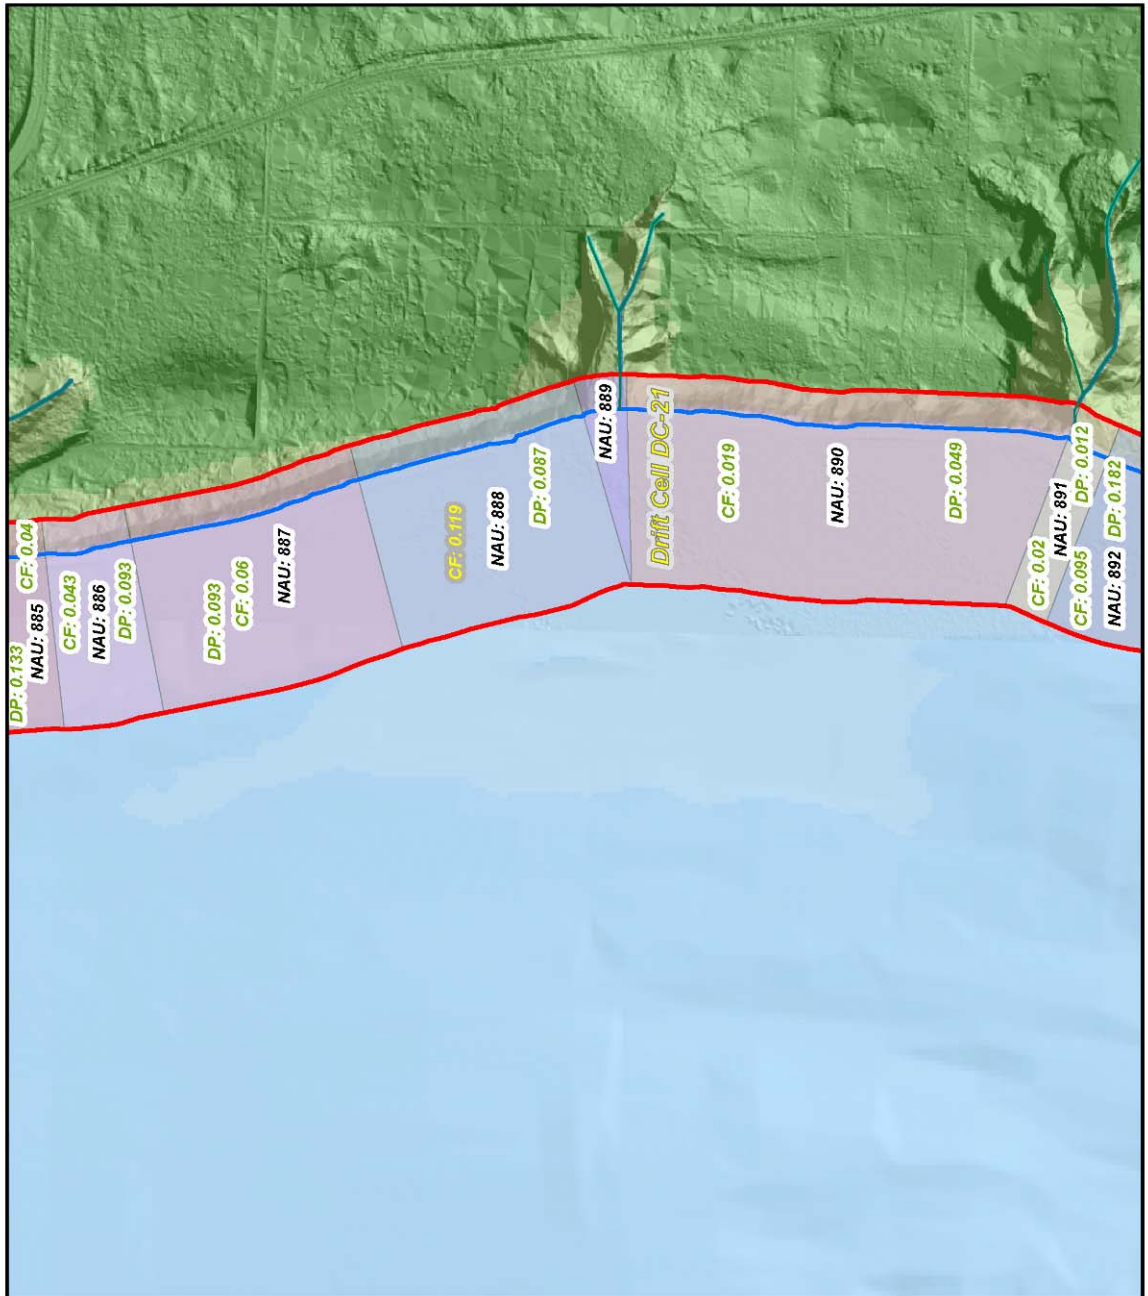 DP: 0.133
NAU: 885
CF: 0.04
CF: 0.043
NAU: 886
DP: 0.093
DP: 0.093
CF: 0.06
NAU: 887
CF: 0.119
NAU: 888
DP: 0.087
NAU: 889
Drift Cell DC-21
CF: 0.019
NAU: 890
DP: 0.049
CF: 0.02
NAU: 891
DP: 0.012
CF: 0.095
NAU: 892
DP: 0.182